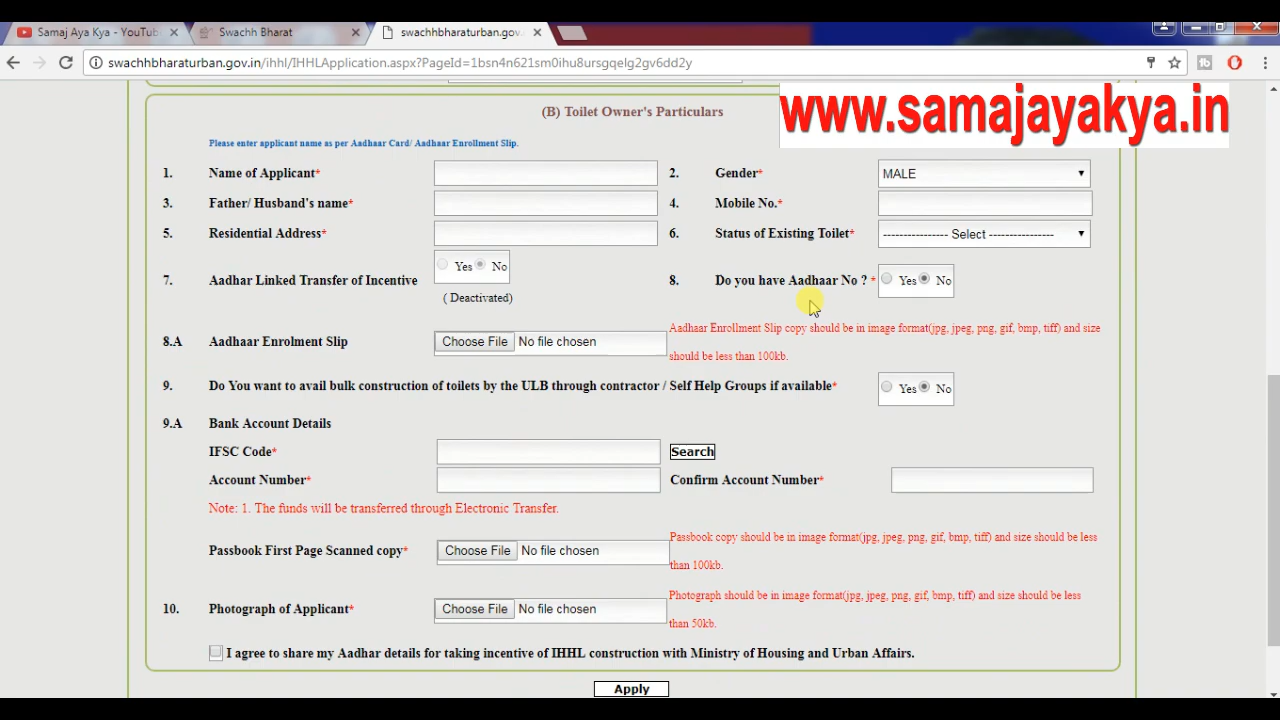 Samaj Aya Kya - YouTub
Swachh Bharat
swachhbharaturban.gov.
swachhbharaturban.gov.in/ihhl/IHHLApplication.aspx?PageId=1bsn4n621sm0ihu8ursgqelg2gv6dd2y
www.samajayakya.in
(B) Toilet Owner's Particulars
Please enter applicant name as per Aadhaar Card/ Aadhaar Enrollment Slip.
1. Name of Applicant* 2. Gender* MALE
3. Father/ Husband's name* 4. Mobile No.*
5. Residential Address* 6. Status of Existing Toilet* ---------------- Select ----------------
7. Aadhar Linked Transfer of Incentive Yes No 8. Do you have Aadhaar No ? * Yes No
( Deactivated)
8.A Aadhaar Enrolment Slip Choose File No file chosen Aadhaar Enrollment Slip copy should be in image format(jpg, jpeg, png, gif, bmp, tiff) and size
should be less than 100kb.
9. Do You want to avail bulk construction of toilets by the ULB through contractor / Self Help Groups if available* Yes No
9.A Bank Account Details
IFSC Code* Search
Account Number* Confirm Account Number*
Note: 1. The funds will be transferred through Electronic Transfer.
Passbook First Page Scanned copy* Choose File No file chosen Passbook copy should be in image format(jpg, jpeg, png, gif, bmp, tiff) and size should be less
than 100kb.
10. Photograph of Applicant* Choose File No file chosen Photograph should be in image format(jpg, jpeg, png, gif, bmp, tiff) and size should be less
than 50kb.
I agree to share my Aadhar details for taking incentive of IHHL construction with Ministry of Housing and Urban Affairs.
Apply